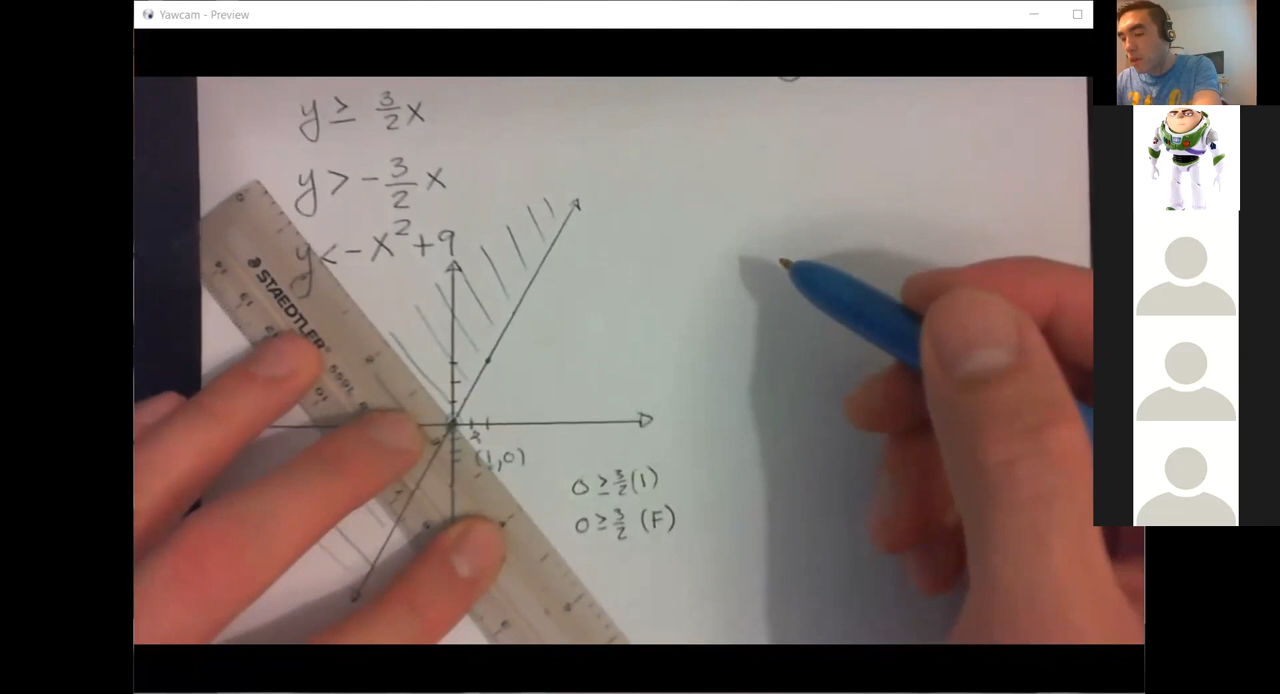 Yawcam - Preview
y ≥ 3/2 x
y > - 3/2 x
y < - x² + 9
STAEDTLER
(1,0)
0 ≥ 3/2 (1)
0 ≥ 3/2 (F)